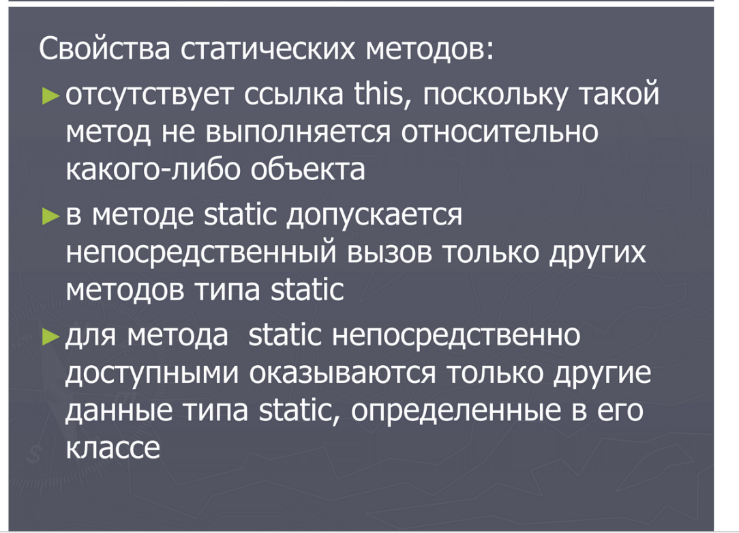 Свойства статических методов:
►отсутствует ссылка this, поскольку такой
метод не выполняется относительно
какого-либо объекта
►в методе static допускается
непосредственный вызов только других
методов типа static
►для метода  static непосредственно
доступными оказываются только другие
данные типа static, определенные в его
классе
S